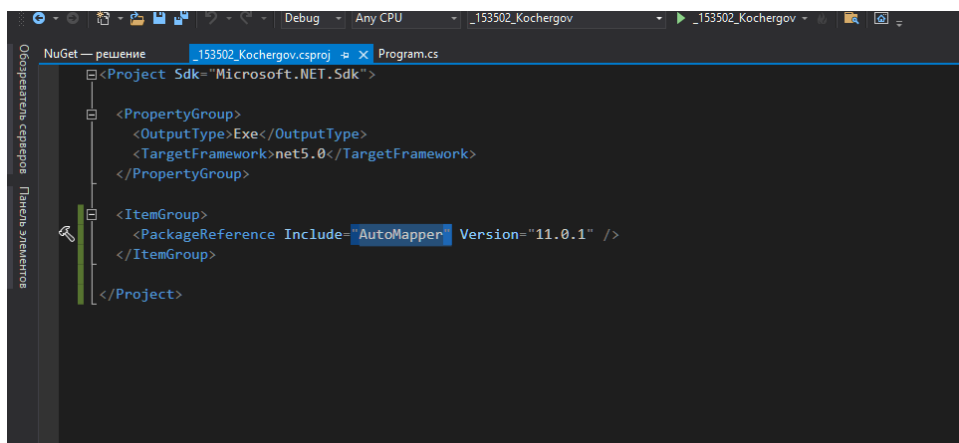 Debug Any CPU _153502_Kochergov _153502_Kochergov
NuGet — решение _153502_Kochergov.csproj Program.cs
Обозреватель серверов
Панель элементов
<Project Sdk="Microsoft.NET.Sdk">
<PropertyGroup>
<OutputType>Exe</OutputType>
<TargetFramework>net5.0</TargetFramework>
</PropertyGroup>
<ItemGroup>
<PackageReference Include="AutoMapper" Version="11.0.1" />
</ItemGroup>
</Project>